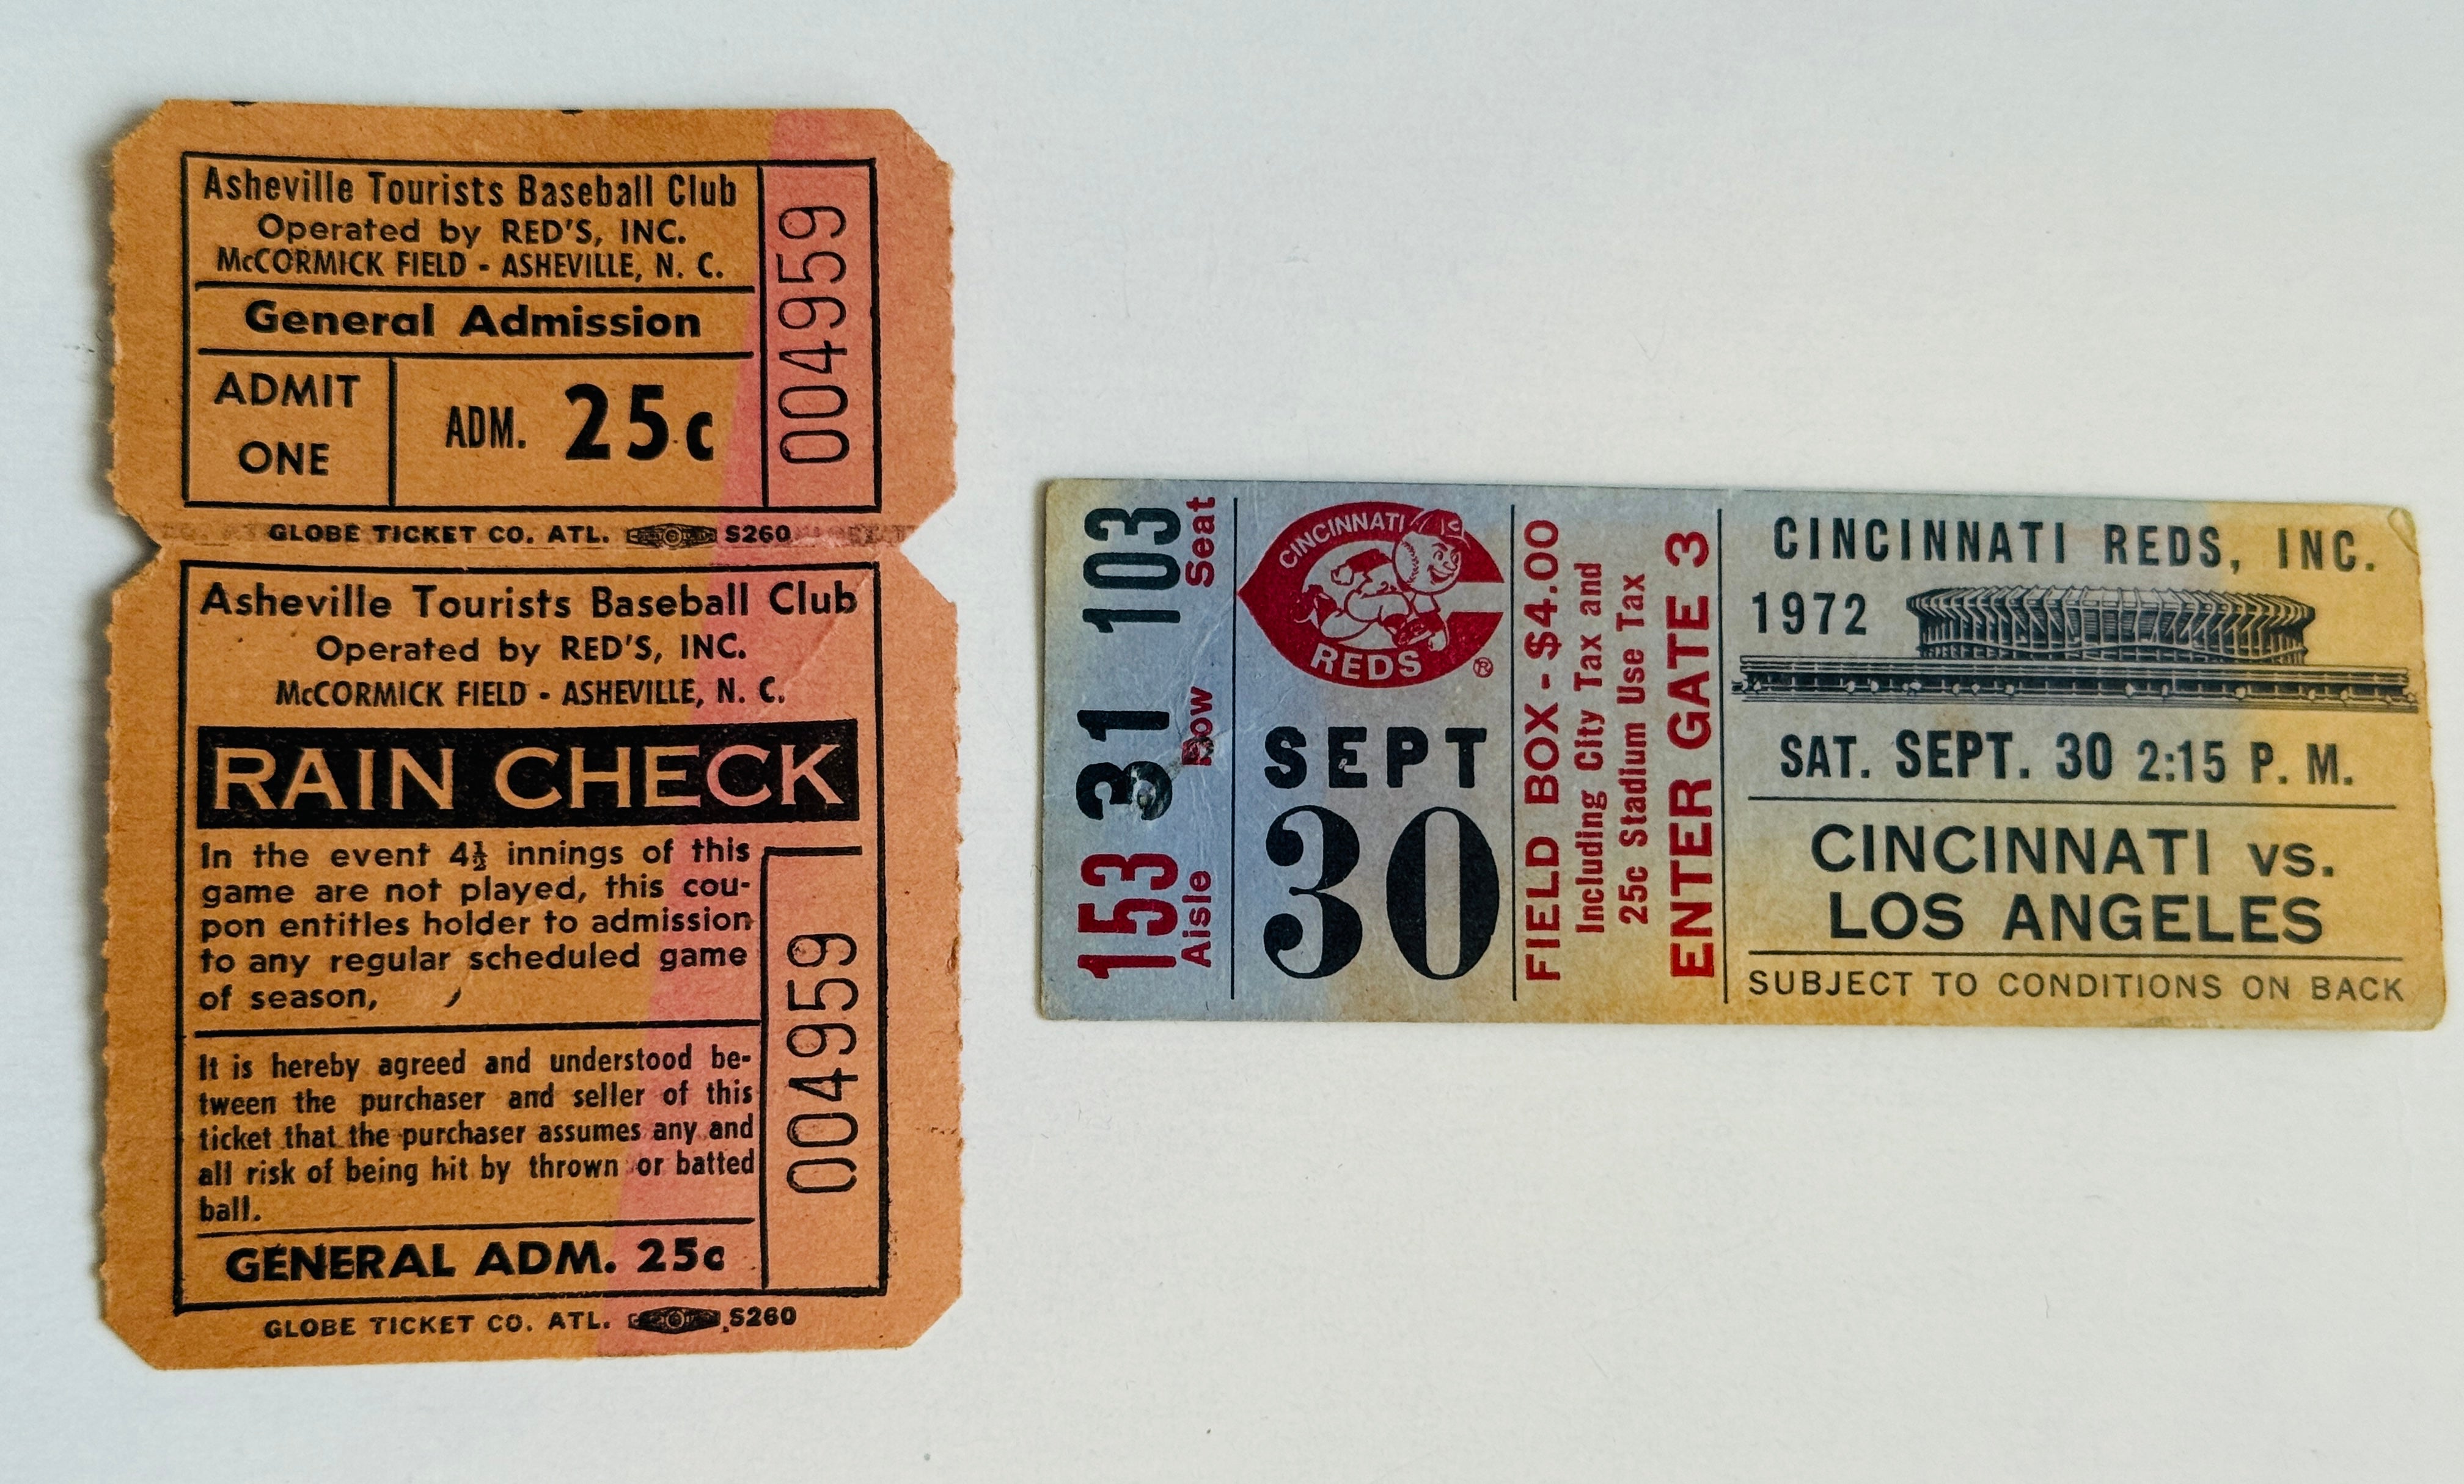 Asheville Tourists Baseball Club
Operated by RED'S, INC.
McCORMICK FIELD - ASHEVILLE, N. C.
General Admission
ADMIT
ONE
ADM. 25c
004959
GLOBE TICKET CO. ATL. S260
Asheville Tourists Baseball Club
Operated by RED'S, INC.
McCORMICK FIELD - ASHEVILLE, N. C.
RAIN CHECK
In the event 4½ innings of this
game are not played, this cou-
pon entitles holder to admission
to any regular scheduled game
of season,
It is hereby agreed and understood be-
tween the purchaser and seller of this
ticket that the purchaser assumes any and
all risk of being hit by thrown or batted
ball.
004959
GENERAL ADM. 25c
GLOBE TICKET CO. ATL. S260
153 31 103
Aisle Row Seat
CINCINNATI
REDS
®
SEPT
30
FIELD BOX - $4.00
Including City Tax and
25c Stadium Use Tax
ENTER GATE 3
CINCINNATI REDS, INC.
1972
SAT. SEPT. 30 2:15 P. M.
CINCINNATI vs.
LOS ANGELES
SUBJECT TO CONDITIONS ON BACK